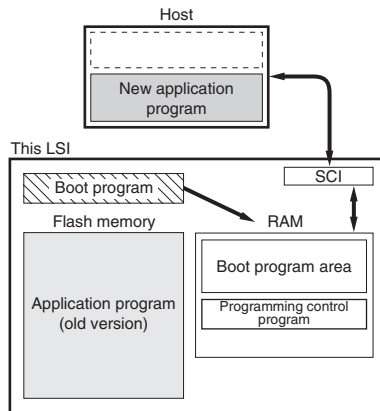 Host
New application
program
This LSI
SCI
Boot program
Flash memory
RAM
Boot program area
Application program
(old version)
Programming control
program